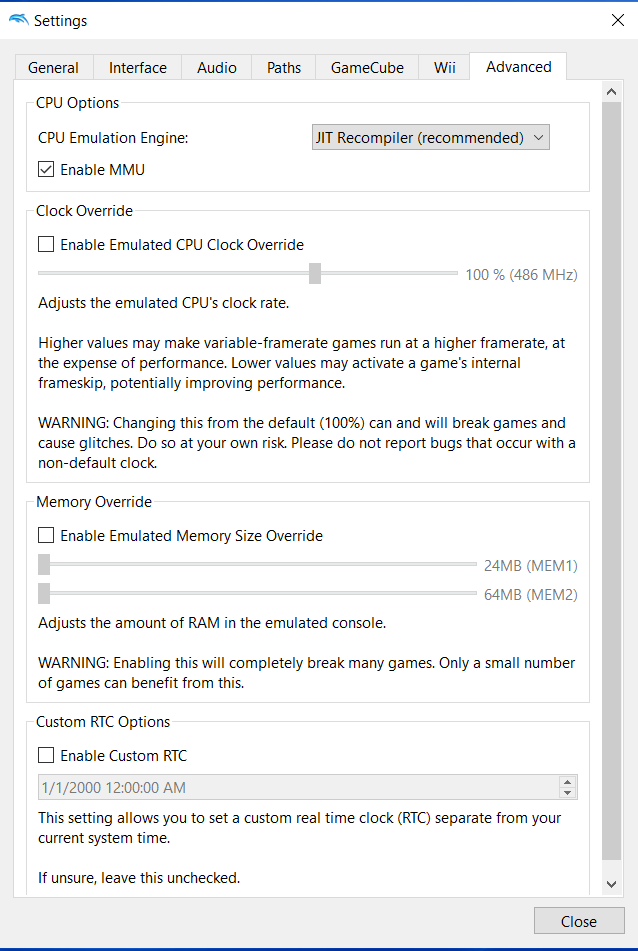 Settings
General Interface Audio Paths GameCube Wii Advanced
CPU Options
CPU Emulation Engine: JIT Recompiler (recommended)
Enable MMU
Clock Override
Enable Emulated CPU Clock Override
100 % (486 MHz)
Adjusts the emulated CPU's clock rate.
Higher values may make variable-framerate games run at a higher framerate, at
the expense of performance. Lower values may activate a game's internal
frameskip, potentially improving performance.
WARNING: Changing this from the default (100%) can and will break games and
cause glitches. Do so at your own risk. Please do not report bugs that occur with a
non-default clock.
Memory Override
Enable Emulated Memory Size Override
24MB (MEM1)
64MB (MEM2)
Adjusts the amount of RAM in the emulated console.
WARNING: Enabling this will completely break many games. Only a small number
of games can benefit from this.
Custom RTC Options
Enable Custom RTC
1/1/2000 12:00:00 AM
This setting allows you to set a custom real time clock (RTC) separate from your
current system time.
If unsure, leave this unchecked.
Close